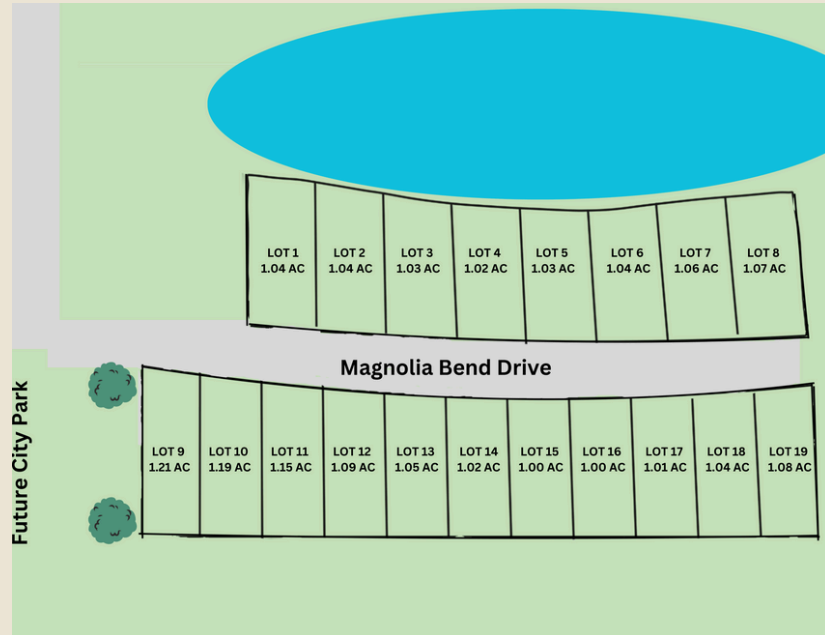 LOT 1
1.04 AC
LOT 2
1.04 AC
LOT 3
1.03 AC
LOT 4
1.02 AC
LOT 5
1.03 AC
LOT 6
1.04 AC
LOT 7
1.06 AC
LOT 8
1.07 AC
Magnolia Bend Drive
Future City Park
LOT 9
1.21 AC
LOT 10
1.19 AC
LOT 11
1.15 AC
LOT 12
1.09 AC
LOT 13
1.05 AC
LOT 14
1.02 AC
LOT 15
1.00 AC
LOT 16
1.00 AC
LOT 17
1.01 AC
LOT 18
1.04 AC
LOT 19
1.08 AC